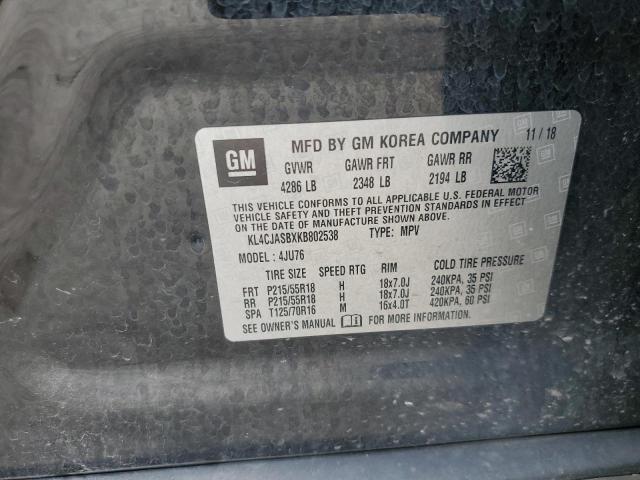 GM MFD BY GM KOREA COMPANY 11 / 18
GVWR GAWR FRT GAWR RR
4286 LB 2348 LB 2194 LB
THIS VEHICLE CONFORMS TO ALL APPLICABLE U.S. FEDERAL MOTOR
VEHICLE SAFETY AND THEFT PREVENTION STANDARDS IN EFFECT
ON THE DATE OF MANUFACTURE SHOWN ABOVE.
KL4CJASBXKB802538 TYPE: MPV
MODEL : 4JU76
TIRE SIZE SPEED RTG RIM COLD TIRE PRESSURE
FRT P215/55R18 H 18x7.0J 240KPA, 35 PSI
RR P215/55R18 H 18x7.0J 240KPA, 35 PSI
SPA T125/70R16 M 16x4.0T 420KPA, 60 PSI
SEE OWNER'S MANUAL FOR MORE INFORMATION.